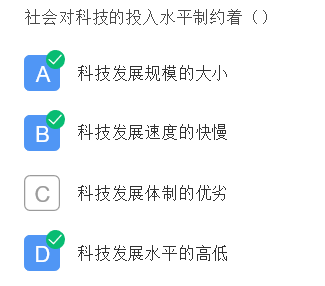 社会对科技的投入水平制约着（）
A 科技发展规模的大小
B 科技发展速度的快慢
C 科技发展体制的优劣
D 科技发展水平的高低